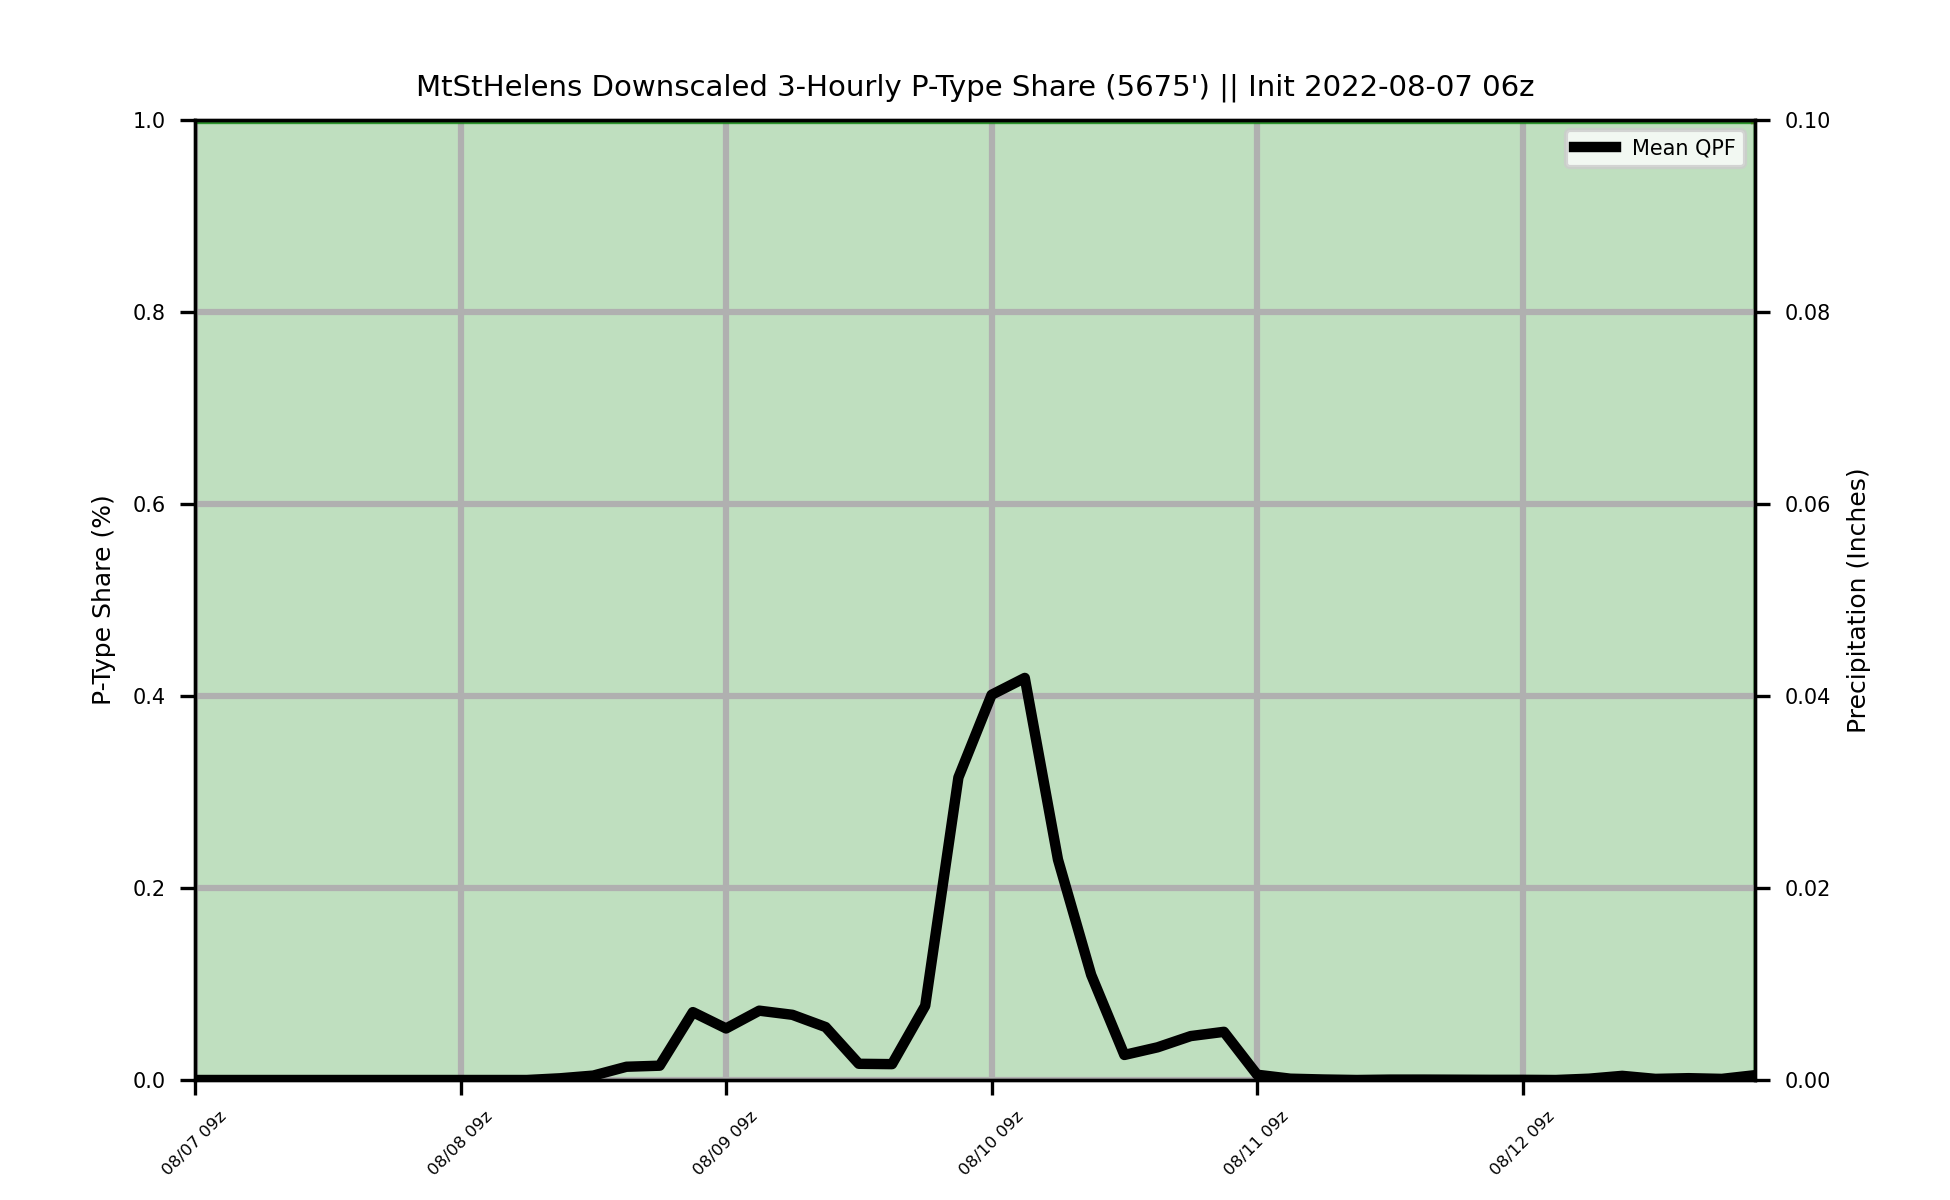 MtStHelens Downscaled 3-Hourly P-Type Share (5675') || Init 2022-08-07 06z
Mean QPF
P-Type Share (%)
1.0
0.8
0.6
0.4
0.2
0.0
0.10
0.08
0.06
0.04
0.02
0.00
Precipitation (Inches)
08/07 09z
08/08 09z
08/09 09z
08/10 09z
08/11 09z
08/12 09z